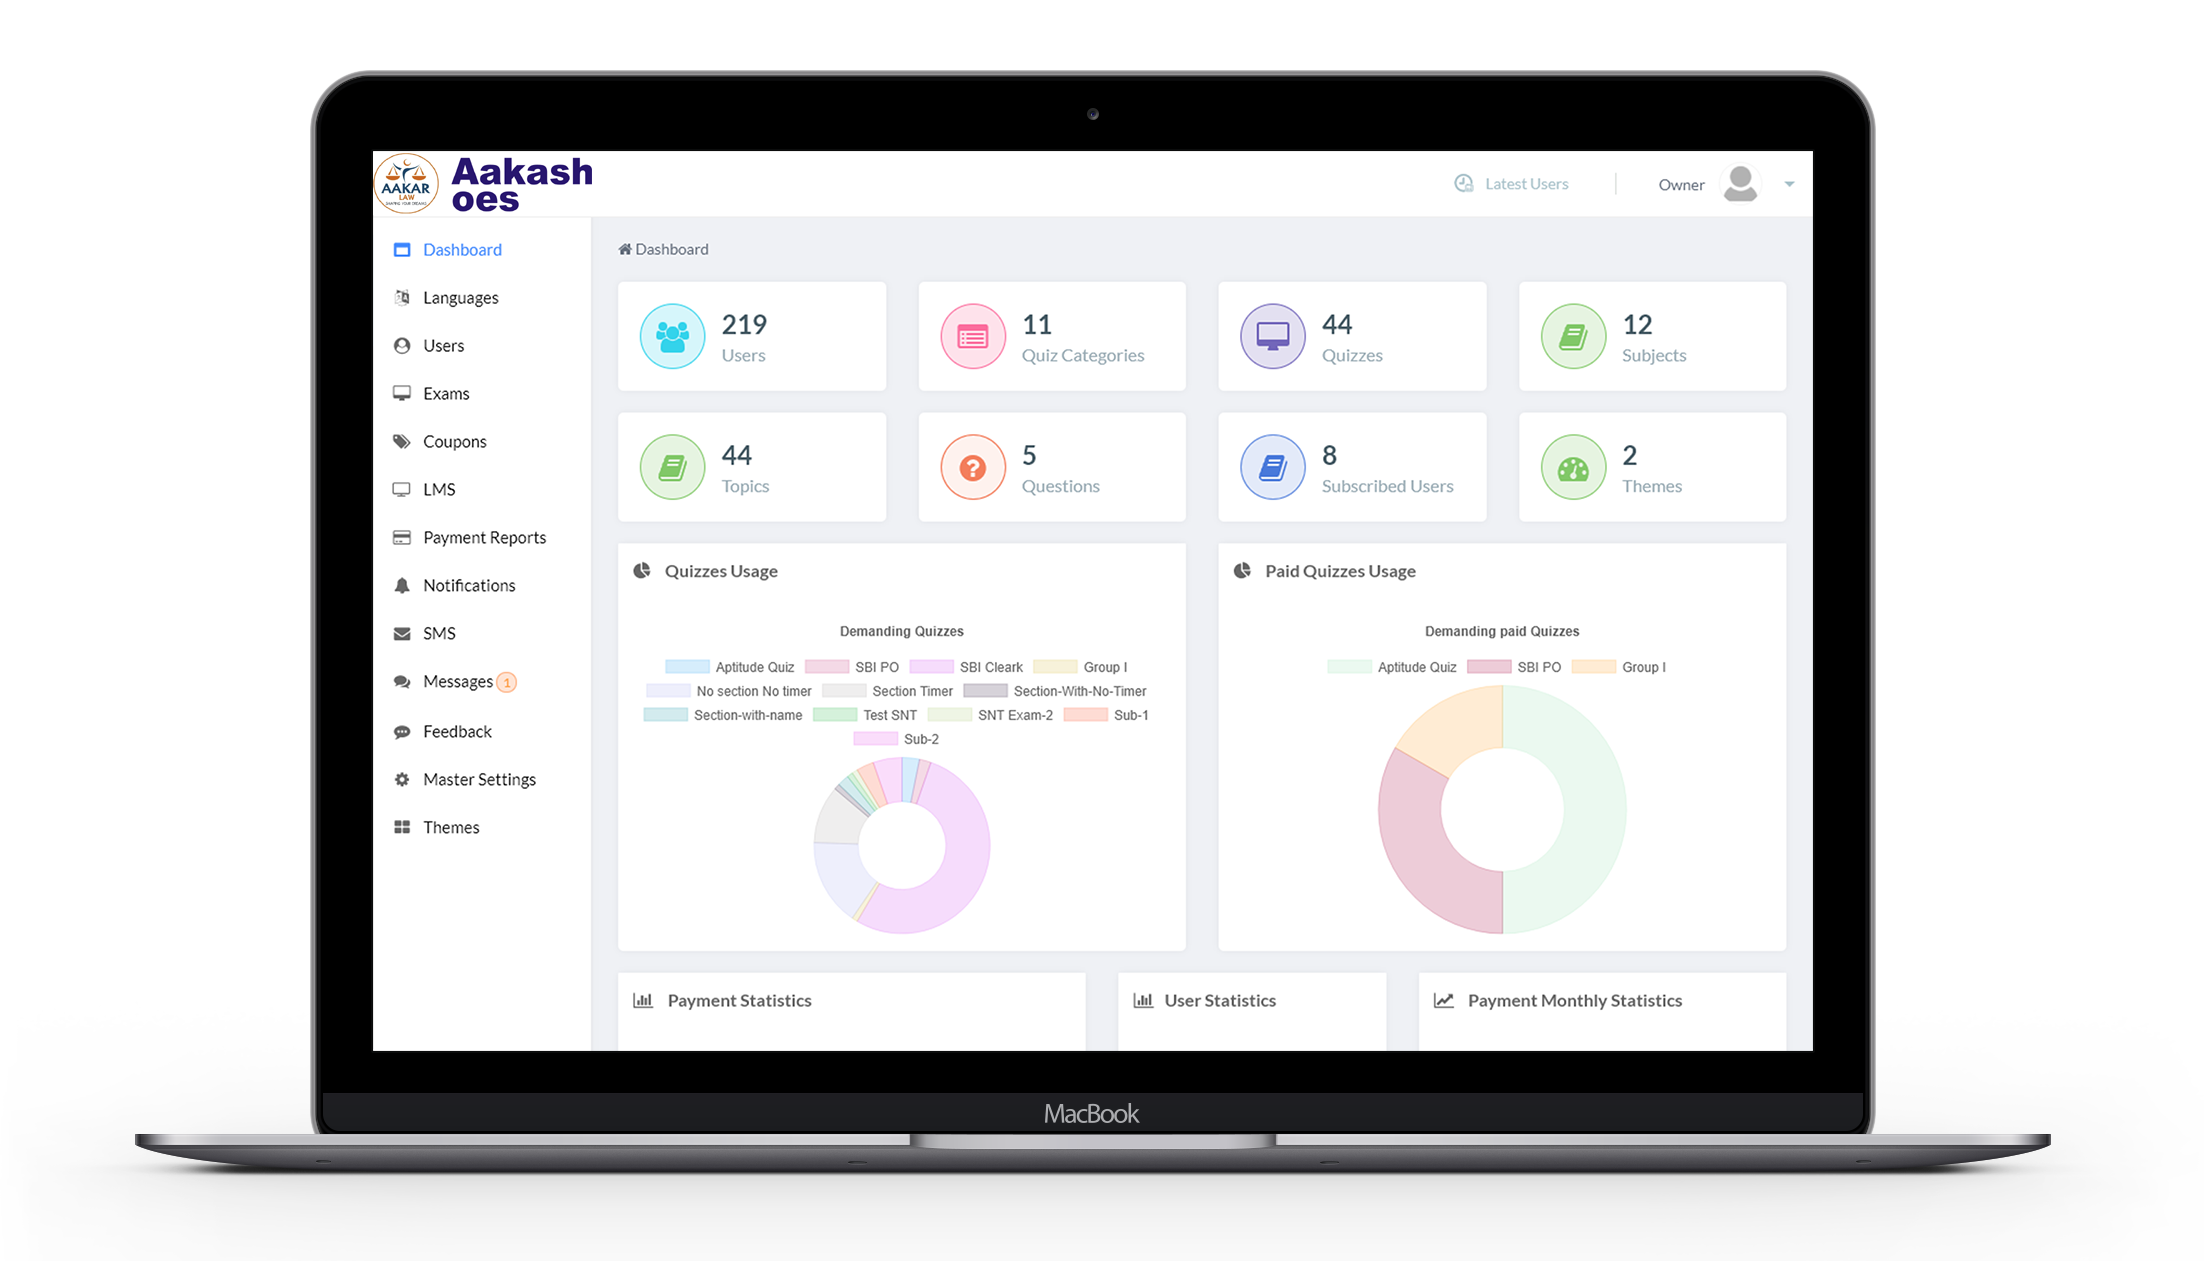 AAKAR
LAW
Aakash
oes
Latest Users
Owner
Dashboard
Languages
Users
Exams
Coupons
LMS
Payment Reports
Notifications
SMS
Messages 1
Feedback
Master Settings
Themes
Dashboard
219
Users
11
Quiz Categories
44
Quizzes
12
Subjects
44
Topics
5
Questions
8
Subscribed Users
2
Themes
Quizzes Usage
Demanding Quizzes
Aptitude Quiz SBI PO SBI Cleark Group I
No section No timer Section Timer Section-With-No-Timer
Section-with-name Test SNT SNT Exam-2 Sub-1
Sub-2
Paid Quizzes Usage
Demanding paid Quizzes
Aptitude Quiz SBI PO Group I
Payment Statistics
User Statistics
Payment Monthly Statistics
MacBook